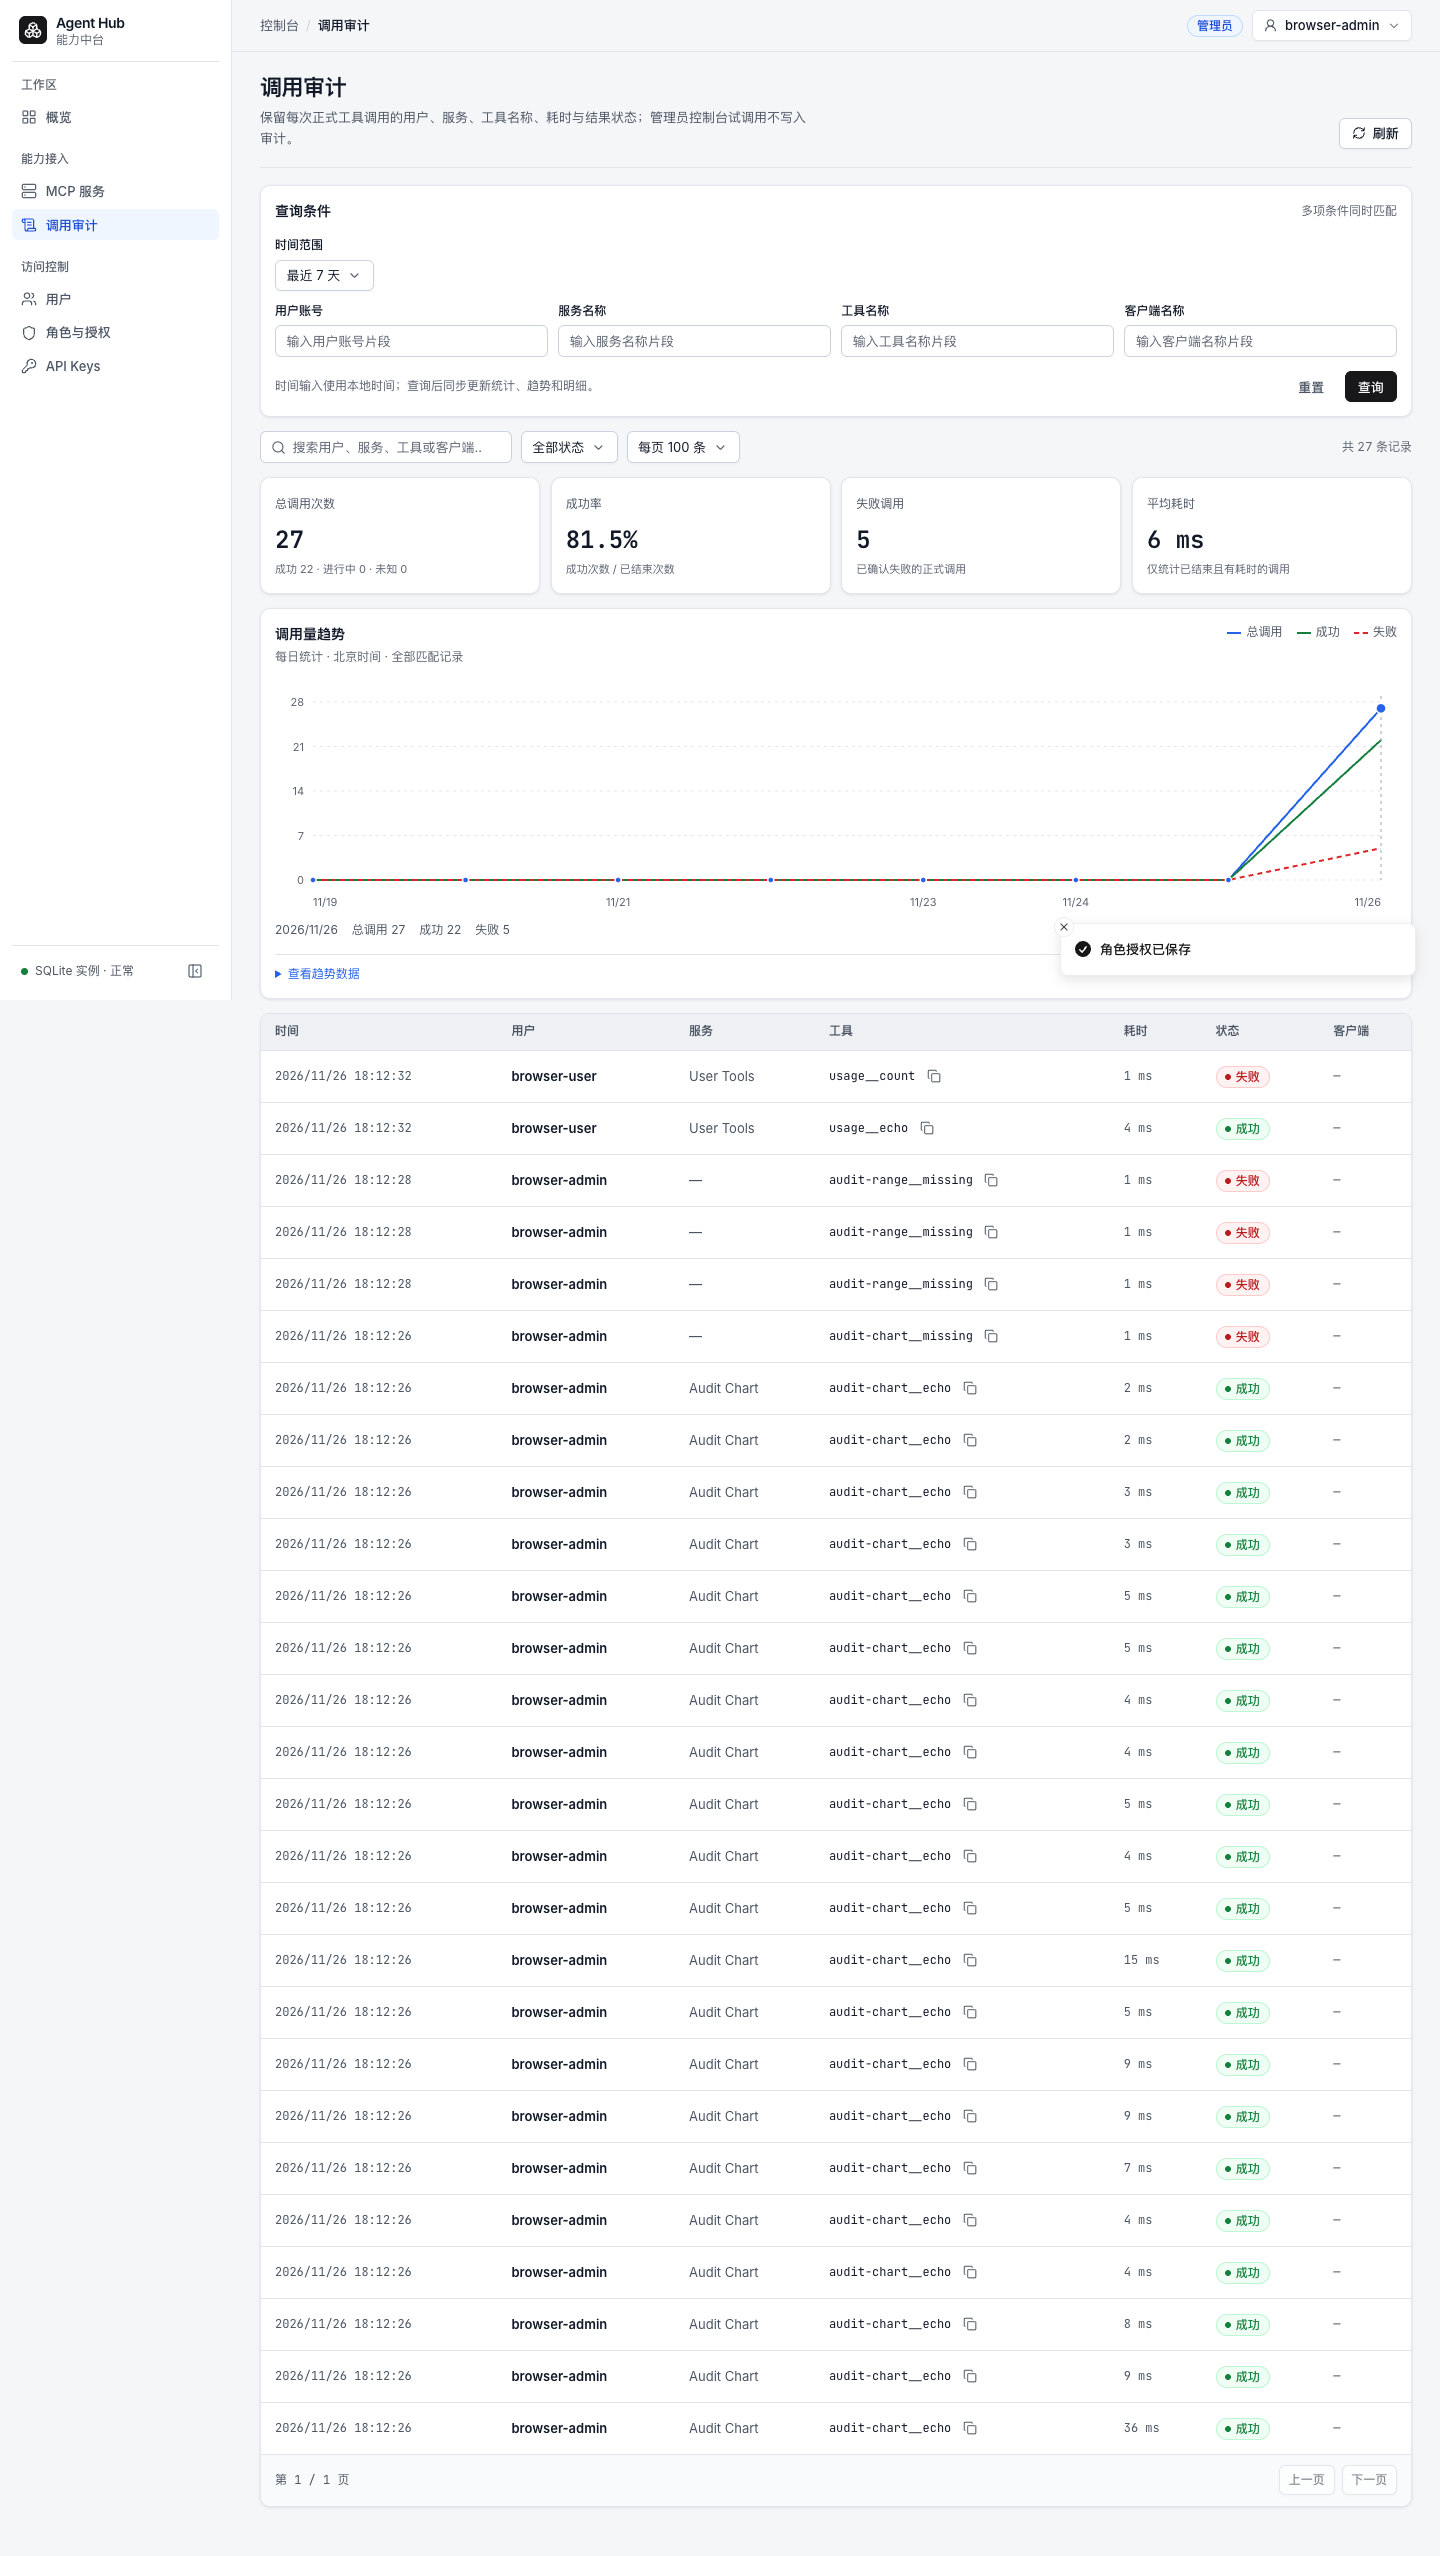 Agent Hub
能力中台
工作区
概览
能力接入
MCP 服务
调用审计
访问控制
用户
角色与授权
API Keys
SQLite 实例 · 正常
控制台 / 调用审计
管理员
browser-admin
调用审计
保留每次正式工具调用的用户、服务、工具名称、耗时与结果状态；管理员控制台试调用不写入
审计。
刷新
查询条件
多项条件同时匹配
时间范围
最近 7 天
用户账号 服务名称 工具名称 客户端名称
输入用户账号片段 输入服务名称片段 输入工具名称片段 输入客户端名称片段
时间输入使用本地时间；查询后同步更新统计、趋势和明细。
重置 查询
搜索用户、服务、工具或客户端.. 全部状态 每页 100 条 共 27 条记录
总调用次数 成功率 失败调用 平均耗时
27 81.5% 5 6 ms
成功 22 · 进行中 0 · 未知 0 成功次数 / 已结束次数 已确认失败的正式调用 仅统计已结束且有耗时的调用
调用量趋势
总调用 成功 失败
每日统计 · 北京时间 · 全部匹配记录
28
21
14
7
0
11/19 11/21 11/23 11/24 11/26
2026/11/26 总调用 27 成功 22 失败 5
角色授权已保存
查看趋势数据
时间 用户 服务 工具 耗时 状态 客户端
2026/11/26 18:12:32 browser-user User Tools usage__count 1 ms 失败 —
2026/11/26 18:12:32 browser-user User Tools usage__echo 4 ms 成功 —
2026/11/26 18:12:28 browser-admin — audit-range__missing 1 ms 失败 —
2026/11/26 18:12:28 browser-admin — audit-range__missing 1 ms 失败 —
2026/11/26 18:12:28 browser-admin — audit-range__missing 1 ms 失败 —
2026/11/26 18:12:26 browser-admin — audit-chart__missing 1 ms 失败 —
2026/11/26 18:12:26 browser-admin Audit Chart audit-chart__echo 2 ms 成功 —
2026/11/26 18:12:26 browser-admin Audit Chart audit-chart__echo 2 ms 成功 —
2026/11/26 18:12:26 browser-admin Audit Chart audit-chart__echo 3 ms 成功 —
2026/11/26 18:12:26 browser-admin Audit Chart audit-chart__echo 3 ms 成功 —
2026/11/26 18:12:26 browser-admin Audit Chart audit-chart__echo 5 ms 成功 —
2026/11/26 18:12:26 browser-admin Audit Chart audit-chart__echo 5 ms 成功 —
2026/11/26 18:12:26 browser-admin Audit Chart audit-chart__echo 4 ms 成功 —
2026/11/26 18:12:26 browser-admin Audit Chart audit-chart__echo 4 ms 成功 —
2026/11/26 18:12:26 browser-admin Audit Chart audit-chart__echo 5 ms 成功 —
2026/11/26 18:12:26 browser-admin Audit Chart audit-chart__echo 4 ms 成功 —
2026/11/26 18:12:26 browser-admin Audit Chart audit-chart__echo 5 ms 成功 —
2026/11/26 18:12:26 browser-admin Audit Chart audit-chart__echo 15 ms 成功 —
2026/11/26 18:12:26 browser-admin Audit Chart audit-chart__echo 5 ms 成功 —
2026/11/26 18:12:26 browser-admin Audit Chart audit-chart__echo 9 ms 成功 —
2026/11/26 18:12:26 browser-admin Audit Chart audit-chart__echo 9 ms 成功 —
2026/11/26 18:12:26 browser-admin Audit Chart audit-chart__echo 7 ms 成功 —
2026/11/26 18:12:26 browser-admin Audit Chart audit-chart__echo 4 ms 成功 —
2026/11/26 18:12:26 browser-admin Audit Chart audit-chart__echo 4 ms 成功 —
2026/11/26 18:12:26 browser-admin Audit Chart audit-chart__echo 8 ms 成功 —
2026/11/26 18:12:26 browser-admin Audit Chart audit-chart__echo 9 ms 成功 —
2026/11/26 18:12:26 browser-admin Audit Chart audit-chart__echo 36 ms 成功 —
第 1 / 1 页 上一页 下一页